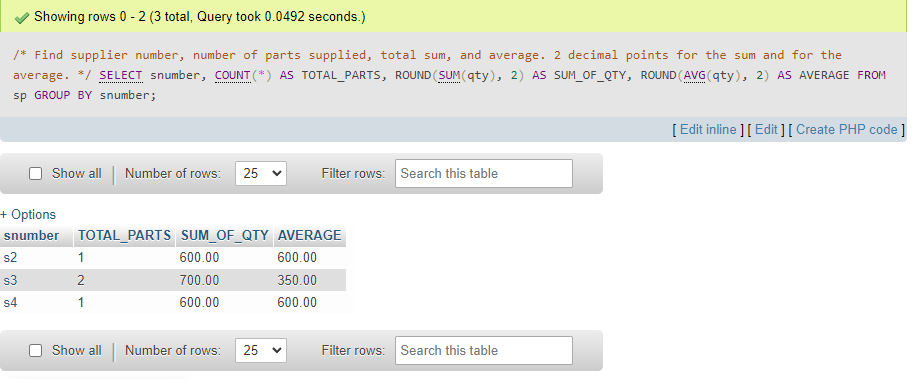 Showing rows 0 - 2 (3 total, Query took 0.0492 seconds.)
/* Find supplier number, number of parts supplied, total sum, and average. 2 decimal points for the sum and for the
average. */ SELECT snumber, COUNT(*) AS TOTAL_PARTS, ROUND(SUM(qty), 2) AS SUM_OF_QTY, ROUND(AVG(qty), 2) AS AVERAGE FROM
sp GROUP BY snumber;
[ Edit inline ] [ Edit ] [ Create PHP code ]
Show all | Number of rows: 25 Filter rows: Search this table
+ Options
snumber TOTAL_PARTS SUM_OF_QTY AVERAGE
s2 1 600.00 600.00
s3 2 700.00 350.00
s4 1 600.00 600.00
Show all | Number of rows: 25 Filter rows: Search this table